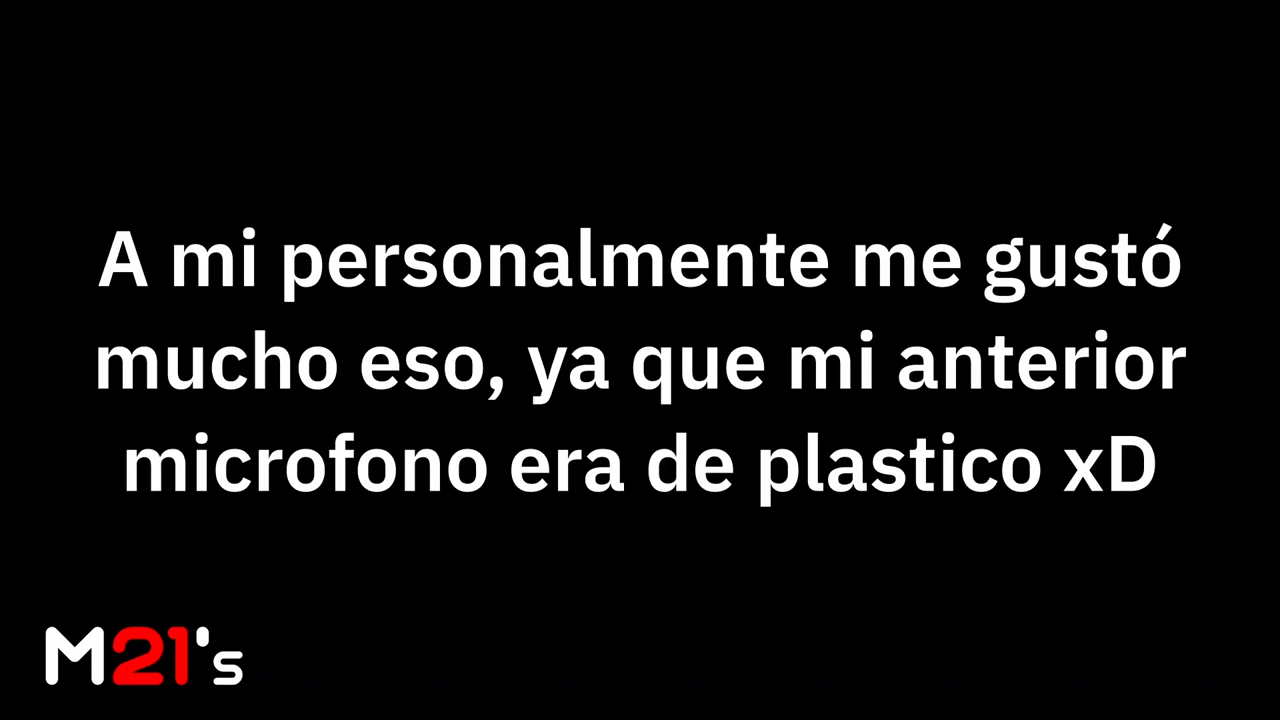 A mi personalmente me gustó
mucho eso, ya que mi anterior
microfono era de plastico xD
M21's